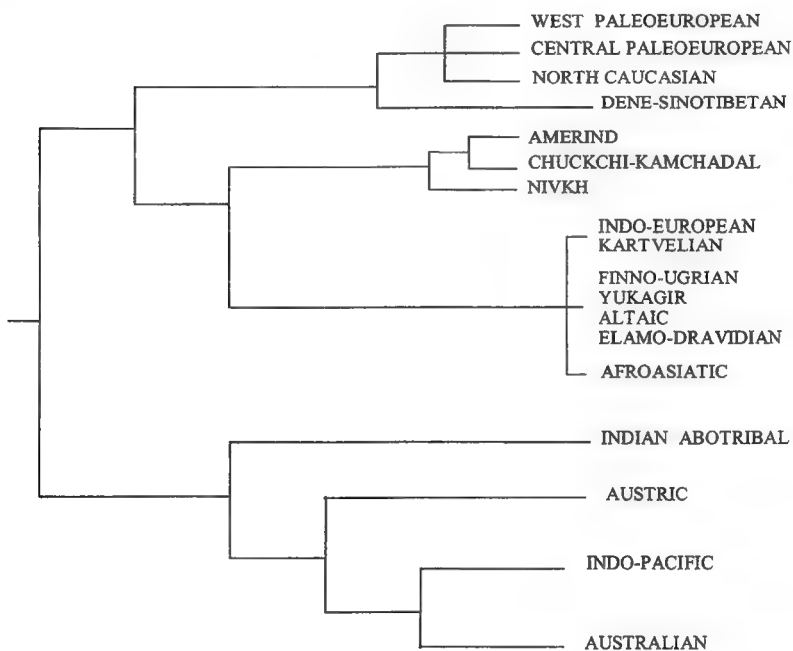 WEST PALEOEUROPEAN
CENTRAL PALEOEUROPEAN
NORTH CAUCASIAN
DENE-SINOTIBETAN
AMERIND
CHUCKCHI-KAMCHADAL
NIVKH
INDO-EUROPEAN
KARTVELIAN
FINNO-UGRIAN
YUKAGIR
ALTAIC
ELAMO-DRAVIDIAN
AFROASIATIC
INDIAN ABOTRIBAL
AUSTRIC
INDO-PACIFIC
AUSTRALIAN